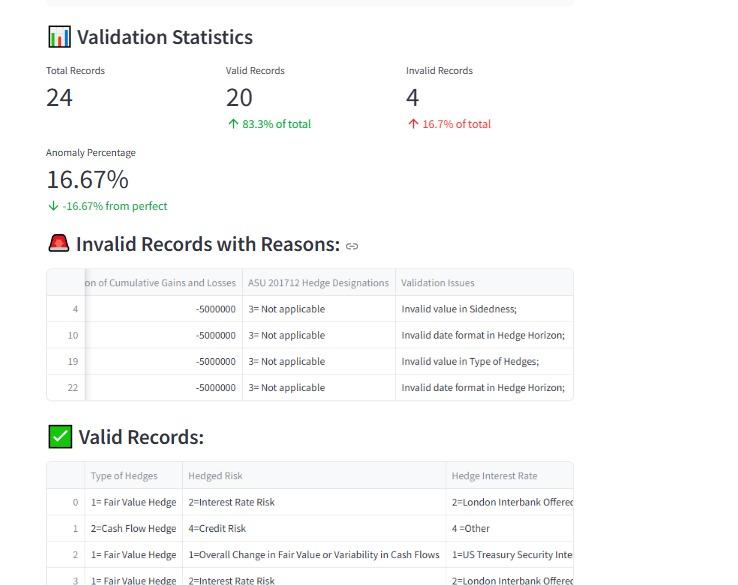 Validation Statistics
Total Records
Valid Records
Invalid Records
24
20
4
↑ 83.3% of total
↑ 16.7% of total
Anomaly Percentage
16.67%
↓ -16.67% from perfect
Invalid Records with Reasons:
on of Cumulative Gains and Losses ASU 201712 Hedge Designations Validation Issues
4 -5000000 3= Not applicable Invalid value in Sidedness;
10 -5000000 3= Not applicable Invalid date format in Hedge Horizon;
19 -5000000 3= Not applicable Invalid value in Type of Hedges;
22 -5000000 3= Not applicable Invalid date format in Hedge Horizon;
Valid Records:
Type of Hedges Hedged Risk Hedge Interest Rate
0 1= Fair Value Hedge 2=Interest Rate Risk 2=London Interbank Offered
1 2=Cash Flow Hedge 4=Credit Risk 4 =Other
2 1= Fair Value Hedge 1=Overall Change in Fair Value or Variability in Cash Flows 1=US Treasury Security Inte
3 1= Fair Value Hedge 2=Interest Rate Risk 2=London Interbank Offered